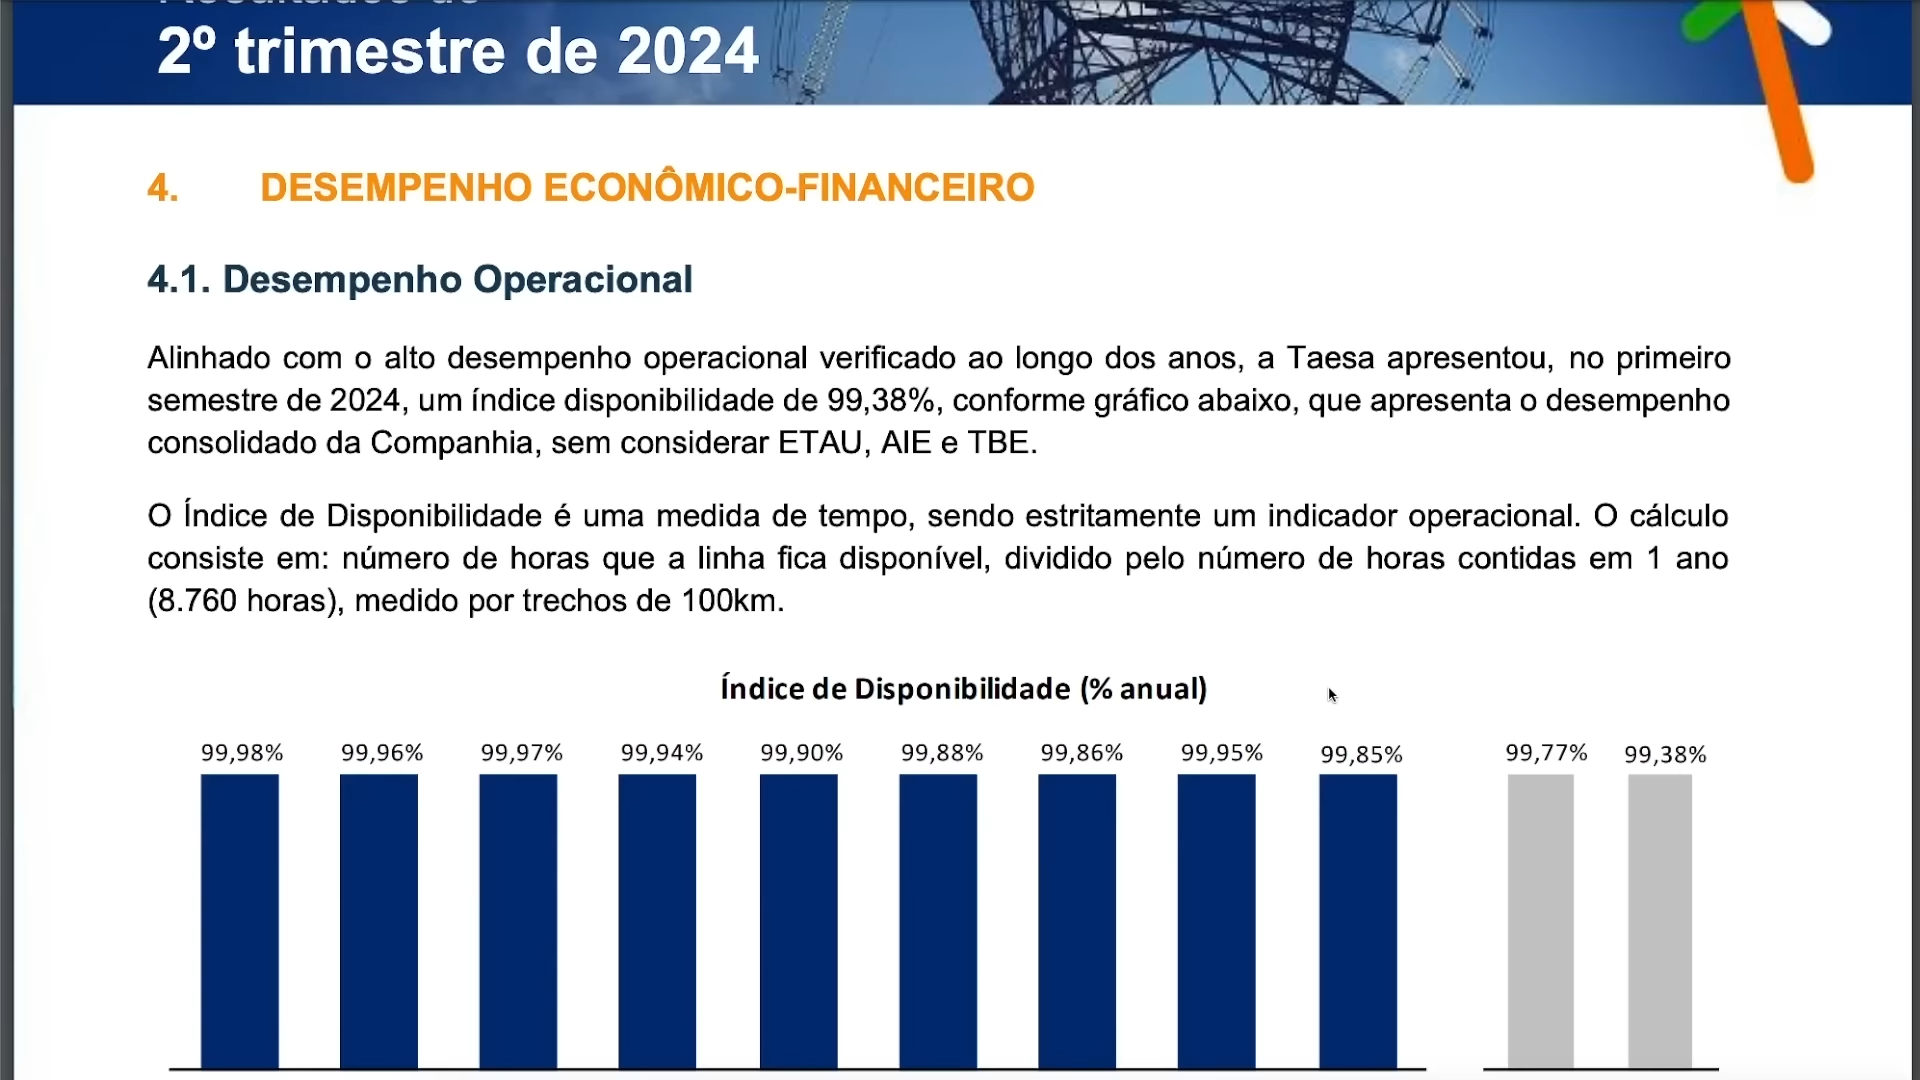 2º trimestre de 2024
4. DESEMPENHO ECONÔMICO-FINANCEIRO
4.1. Desempenho Operacional
Alinhado com o alto desempenho operacional verificado ao longo dos anos, a Taesa apresentou, no primeiro
semestre de 2024, um índice disponibilidade de 99,38%, conforme gráfico abaixo, que apresenta o desempenho
consolidado da Companhia, sem considerar ETAU, AIE e TBE.
O Índice de Disponibilidade é uma medida de tempo, sendo estritamente um indicador operacional. O cálculo
consiste em: número de horas que a linha fica disponível, dividido pelo número de horas contidas em 1 ano
(8.760 horas), medido por trechos de 100km.
Índice de Disponibilidade (% anual)
99,98% 99,96% 99,97% 99,94% 99,90% 99,88% 99,86% 99,95% 99,85% 99,77% 99,38%